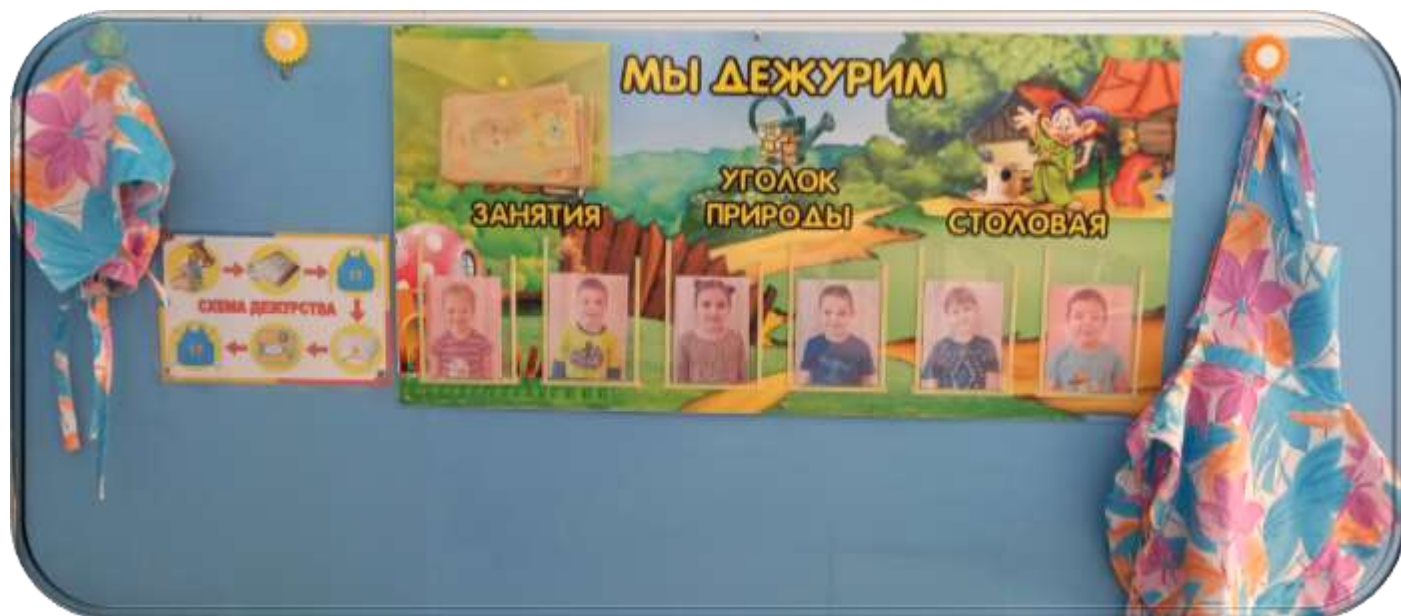 МЫ ДЕЖУРИМ
УГОЛОК
ПРИРОДЫ
ЗАНЯТИЯ
СТОЛОВАЯ
СХЕМА ДЕЖУРСТВА